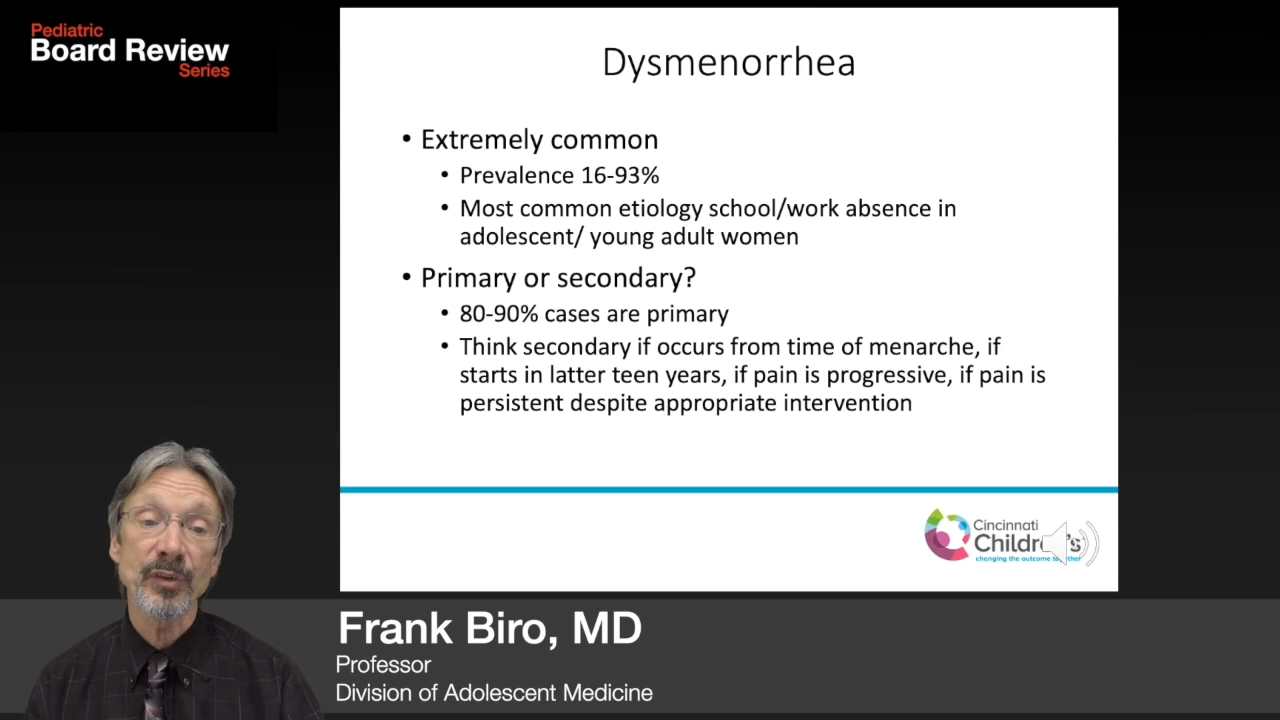 Pediatric
Board Review
Series
Dysmenorrhea
• Extremely common
• Prevalence 16-93%
• Most common etiology school/work absence in
adolescent/ young adult women
• Primary or secondary?
• 80-90% cases are primary
• Think secondary if occurs from time of menarche, if
starts in latter teen years, if pain is progressive, if pain is
persistent despite appropriate intervention
Cincinnati
changing the outcome
Frank Biro, MD
Professor
Division of Adolescent Medicine